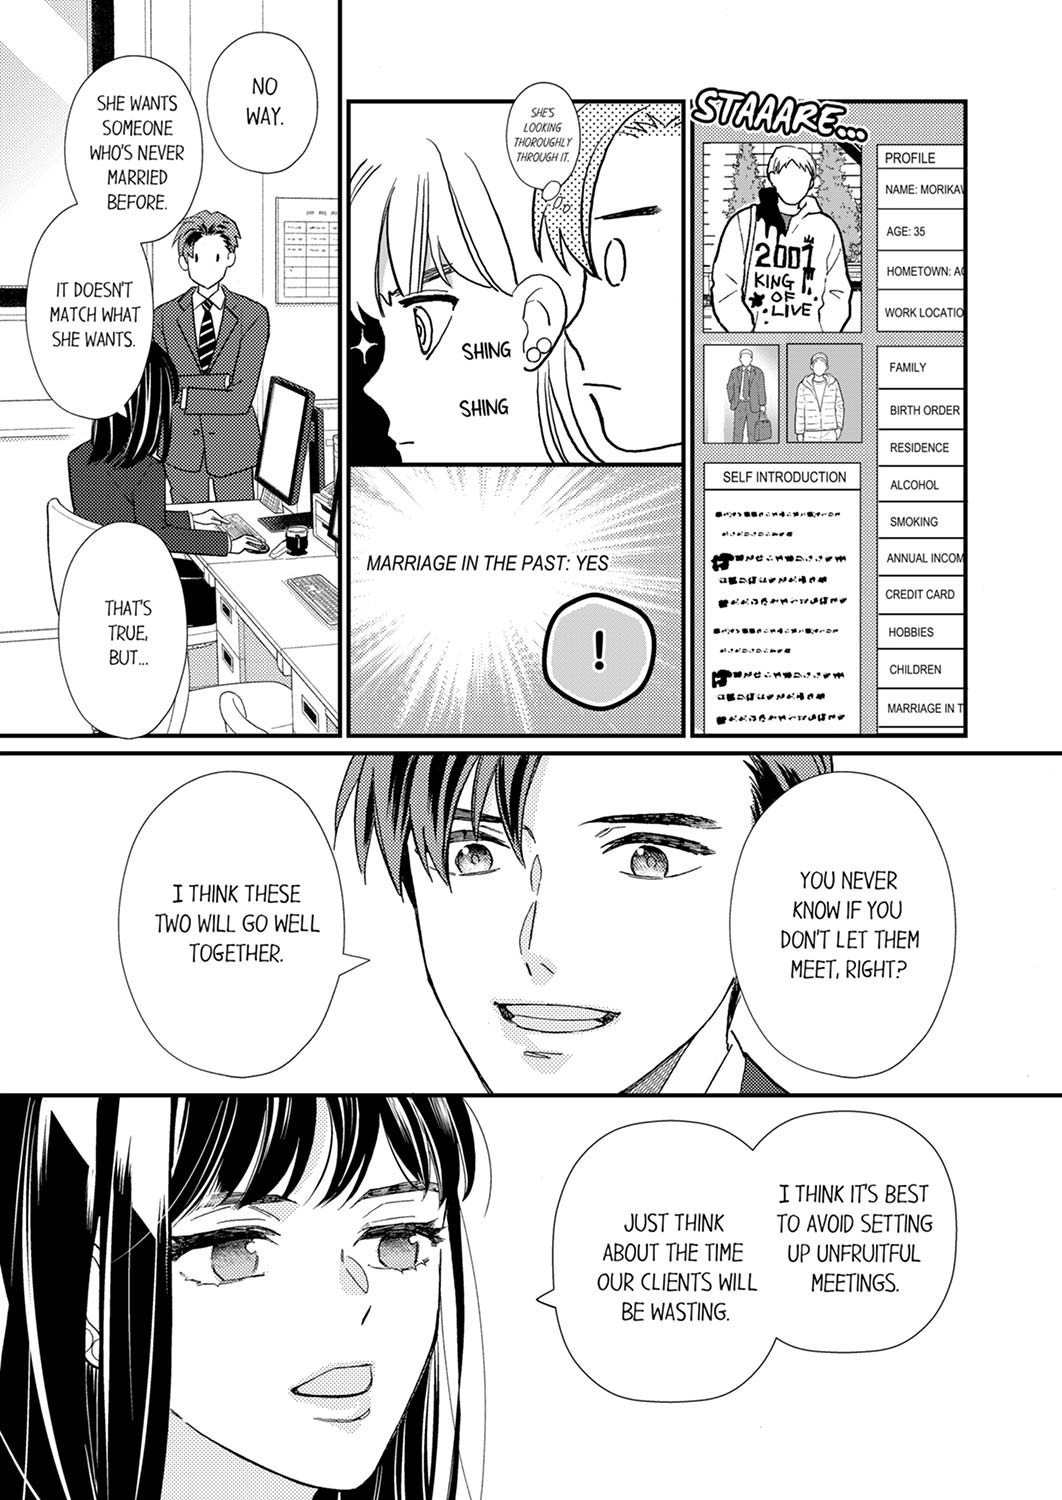 STAAARE...
2001
KING
OF
LIVE
PROFILE
NAME: MORIKAW
AGE: 35
HOMETOWN:
WORK LOCATIO
FAMILY
BIRTH ORDER
RESIDENCE
ALCOHOL
SMOKING
ANNUAL INCOM
CREDIT CARD
HOBBIES
CHILDREN
MARRIAGE IN T
SELF INTRODUCTION
SHE'S
LOOKING
THOROUGHLY
THROUGH IT.
SHING
SHING
MARRIAGE IN THE PAST: YES
!
NO
WAY.
SHE WANTS
SOMEONE
WHO'S NEVER
MARRIED
BEFORE.
IT DOESN'T
MATCH WHAT
SHE WANTS.
THAT'S
TRUE,
BUT...
YOU NEVER
KNOW IF YOU
DON'T LET THEM
MEET, RIGHT?
I THINK THESE
TWO WILL GO WELL
TOGETHER.
I THINK IT'S BEST
TO AVOID SETTING
UP UNFRUITFUL
MEETINGS.
JUST THINK
ABOUT THE TIME
OUR CLIENTS WILL
BE WASTING.